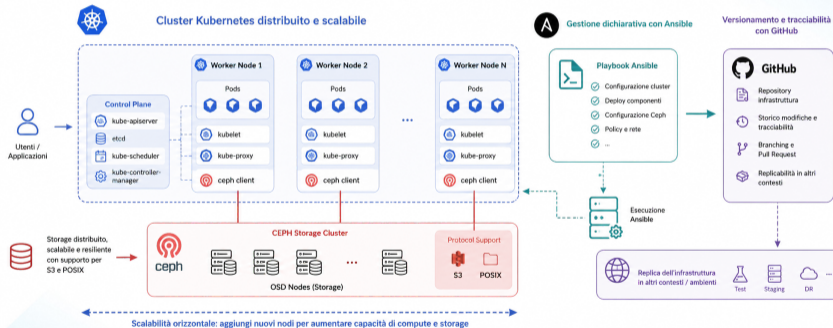 Cluster Kubernetes distribuito e scalabile
Utenti /
Applicazioni
Control Plane
kube-apiserver
etcd
kube-scheduler
kube-controller-
manager
Worker Node 1
Pods
kubelet
kube-proxy
ceph client
Worker Node 2
Pods
kubelet
kube-proxy
ceph client
...
Worker Node N
Pods
kubelet
kube-proxy
ceph client
Storage distribuito,
scalabile e resiliente
con supporto per
S3 e POSIX
CEPH Storage Cluster
ceph
...
OSD Nodes (Storage)
Protocol Support
S3
POSIX
Scalabilità orizzontale: aggiungi nuovi nodi per aumentare capacità di compute e storage
A
Gestione dichiarativa con Ansible
Playbook Ansible
Configurazione cluster
Deploy componenti
Configurazione Ceph
Policy e rete
...
Esecuzione
Ansible
Versionamento e tracciabilità
con GitHub
GitHub
Repository
infrastruttura
Storico modifiche e
tracciabilità
Branching e
Pull Request
Replicabilità in altri
contesti
Replica dell'infrastruttura
in altri contesti / ambienti
Test
Staging
DR
...